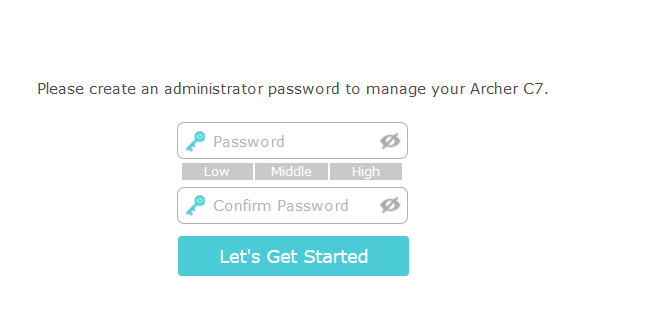 Please create an administrator password to manage your Archer C7.
Password
Low Middle High
Confirm Password
Let's Get Started